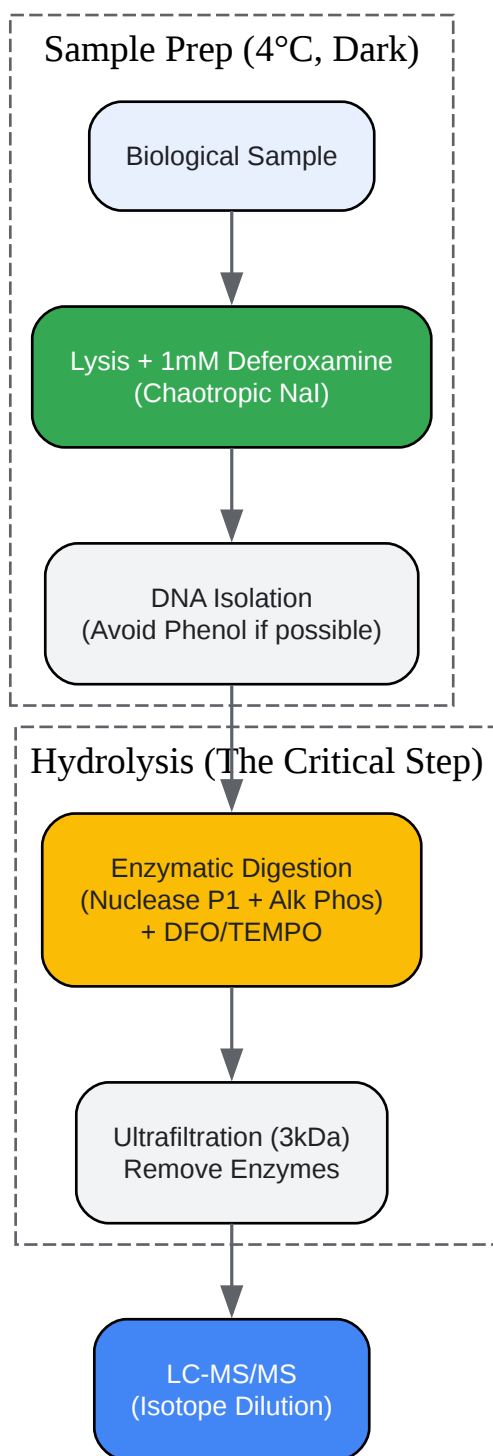 Sample Prep (4°C, Dark)
Biological Sample
Lysis + 1mM Deferoxamine
(Chaotropic NaI)
DNA Isolation
(Avoid Phenol if possible)
Hydrolysis (The Critical Step)
Enzymatic Digestion
(Nuclease P1 + Alk Phos)
+ DFO/TEMPO
Ultrafiltration (3kDa)
Remove Enzymes
LC-MS/MS
(Isotope Dilution)